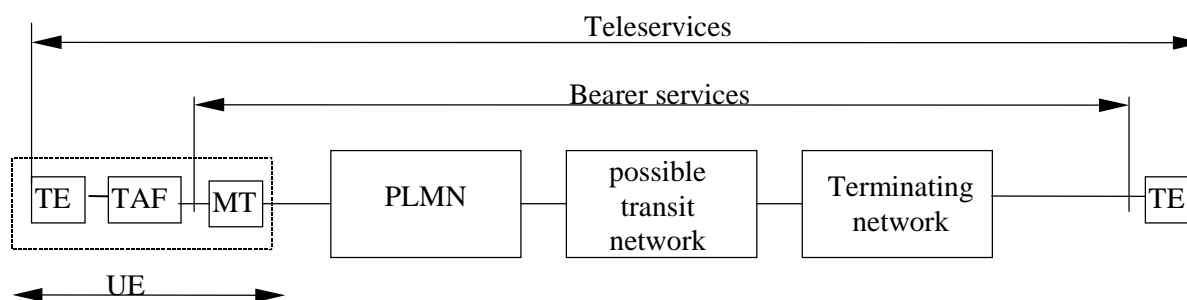 Teleservices
Bearer services
TE
TAF
MT
PLMN
possible
transit
network
Terminating
network
TE
UE